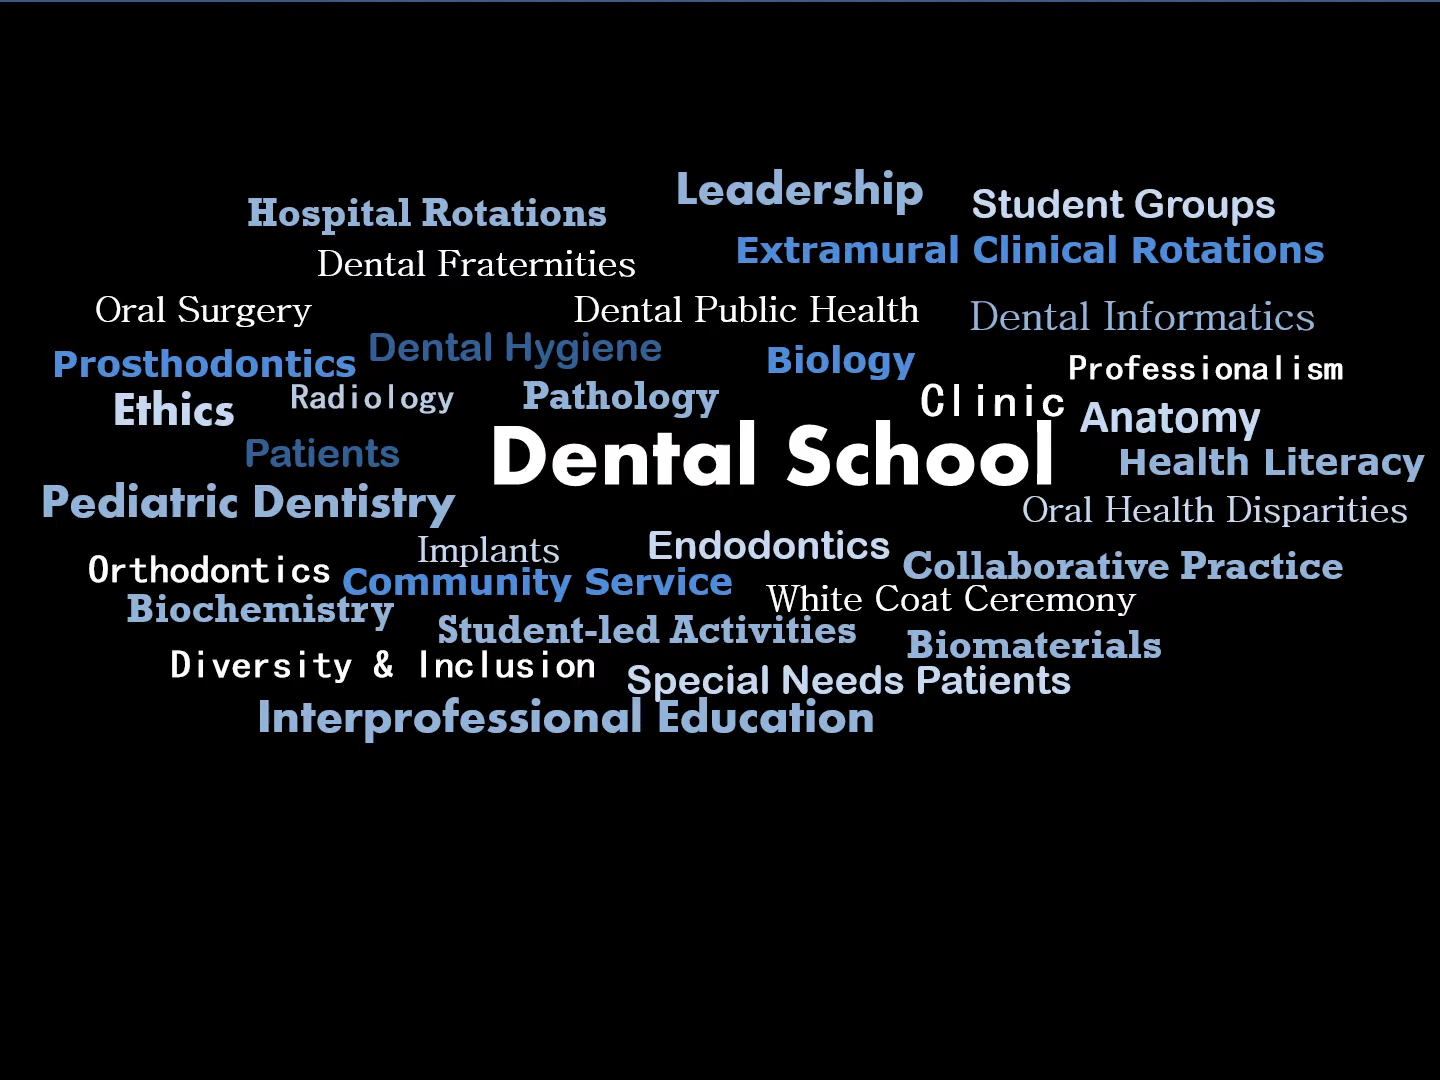 Leadership
Hospital Rotations
Student Groups
Extramural Clinical Rotations
Dental Fraternities
Oral Surgery
Dental Public Health
Dental Informatics
Dental Hygiene
Prosthodontics
Biology
Professionalism
Radiology
Pathology
Clinic
Ethics
Anatomy
Patients
Dental School
Health Literacy
Pediatric Dentistry
Oral Health Disparities
Implants
Endodontics
Orthodontics
Collaborative Practice
Community Service
White Coat Ceremony
Biochemistry
Student-led Activities
Biomaterials
Diversity & Inclusion
Special Needs Patients
Interprofessional Education